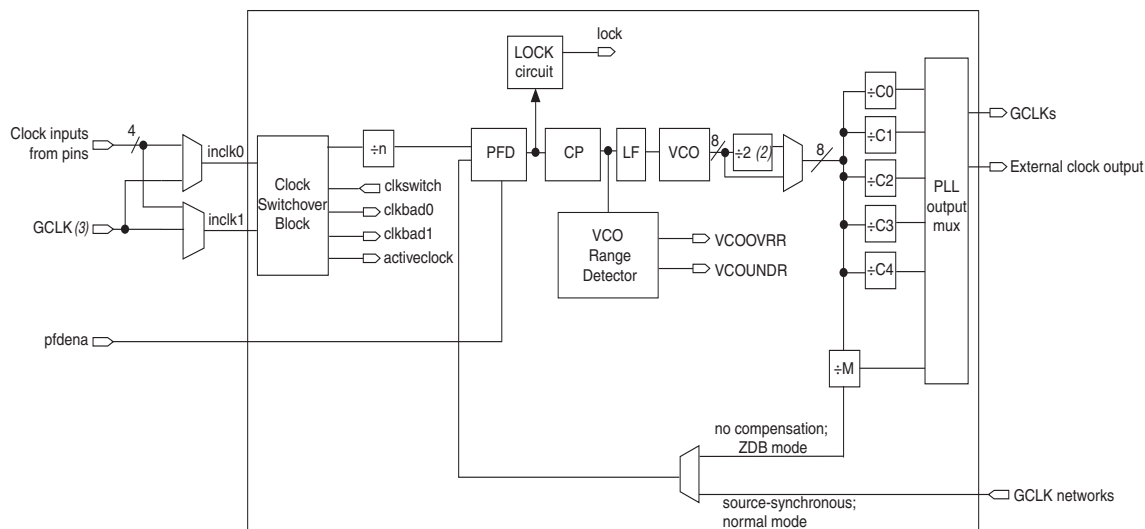 lock
LOCK
circuit
÷C0
GCLKs
Clock inputs
from pins
4
inclk0
÷n
÷C1
PFD
CP
LF
VCO
8
÷2 (2)
8
÷C2
External clock output
Clock
Switchover
Block
clkswitch
clkbad0
PLL
output
mux
GCLK (3)
inclk1
clkbad1
VCO
Range
Detector
VCOOVRR
÷C3
activeclock
VCOUNDR
÷C4
pfdena
÷M
no compensation;
ZDB mode
source-synchronous;
normal mode
GCLK networks